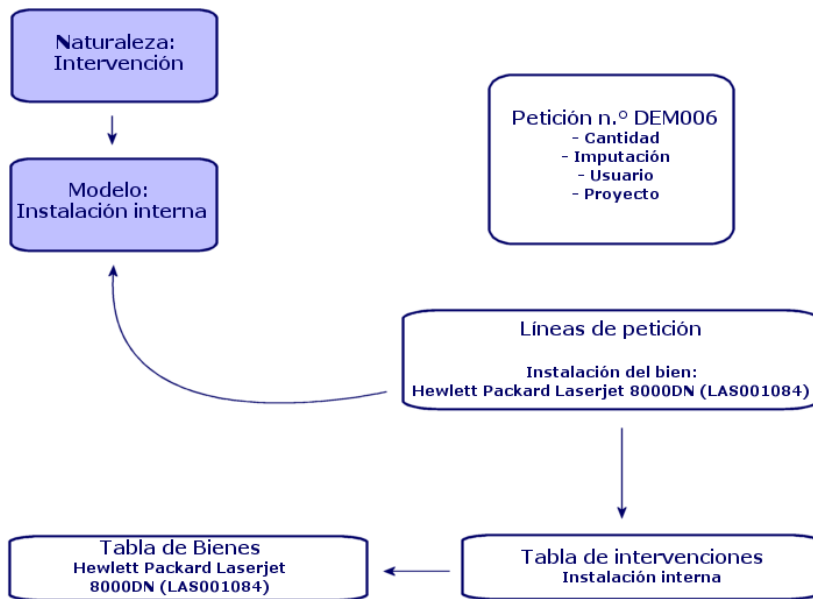 Naturaleza:
Intervención
Modelo:
Instalación interna
Petición n.º DEM006
- Cantidad
- Imputación
- Usuario
- Proyecto
Líneas de petición
Instalación del bien:
Hewlett Packard Laserjet 8000DN (LAS001084)
Tabla de Bienes
Hewlett Packard Laserjet
8000DN (LAS001084)
Tabla de intervenciones
Instalación interna